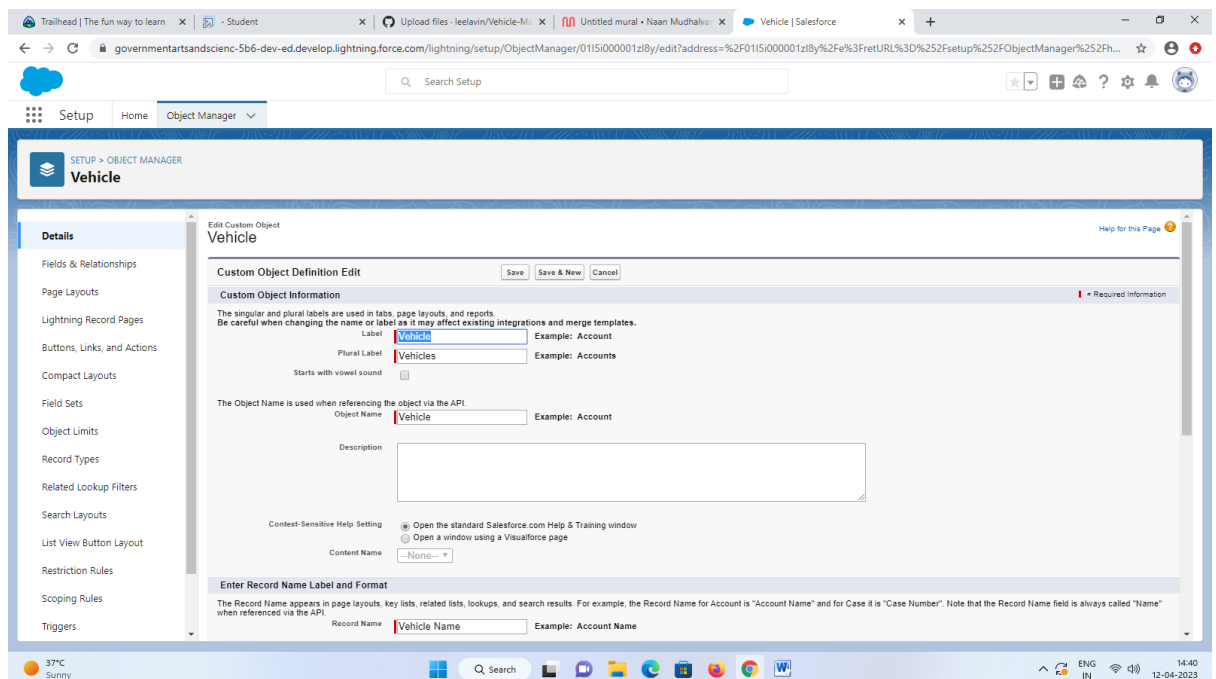 Trailhead | The fun way to learn
- Student
Upload files · leelavin/Vehicle-Ma
Untitled mural • Naan Mudhalvan
Vehicle | Salesforce
governmentartsandscienc-5b6-dev-ed.develop.lightning.force.com/lightning/setup/ObjectManager/01I5i000001zl8y/edit?address=%2F01I5i000001zl8y%2Fe%3FretURL%3D%252Fsetup%252FObjectManager%252Fh...
Search Setup
Setup
Home
Object Manager
SETUP > OBJECT MANAGER
Vehicle
Details
Fields & Relationships
Page Layouts
Lightning Record Pages
Buttons, Links, and Actions
Compact Layouts
Field Sets
Object Limits
Record Types
Related Lookup Filters
Search Layouts
List View Button Layout
Restriction Rules
Scoping Rules
Triggers
Edit Custom Object
Vehicle
Help for this Page
Custom Object Definition Edit
Save
Save & New
Cancel
Custom Object Information
= Required Information
The singular and plural labels are used in tabs, page layouts, and reports.
Be careful when changing the name or label as it may affect existing integrations and merge templates.
Label Vehicle Example: Account
Plural Label Vehicles Example: Accounts
Starts with vowel sound
The Object Name is used when referencing the object via the API.
Object Name Vehicle Example: Account
Description
Context-Sensitive Help Setting Open the standard Salesforce.com Help & Training window
Open a window using a Visualforce page
Content Name --None--
Enter Record Name Label and Format
The Record Name appears in page layouts, key lists, related lists, lookups, and search results. For example, the Record Name for Account is "Account Name" and for Case it is "Case Number". Note that the Record Name field is always called "Name"
when referenced via the API.
Record Name Vehicle Name Example: Account Name
37°C
Sunny
Search
ENG
IN
14:40
12-04-2023